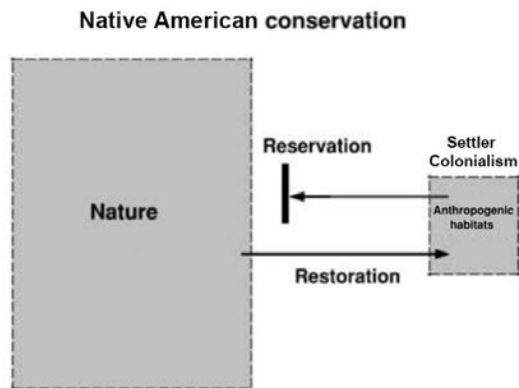 Native American conservation
Settler
Colonialism
Reservation
Nature
Anthropogenic
habitats
Restoration